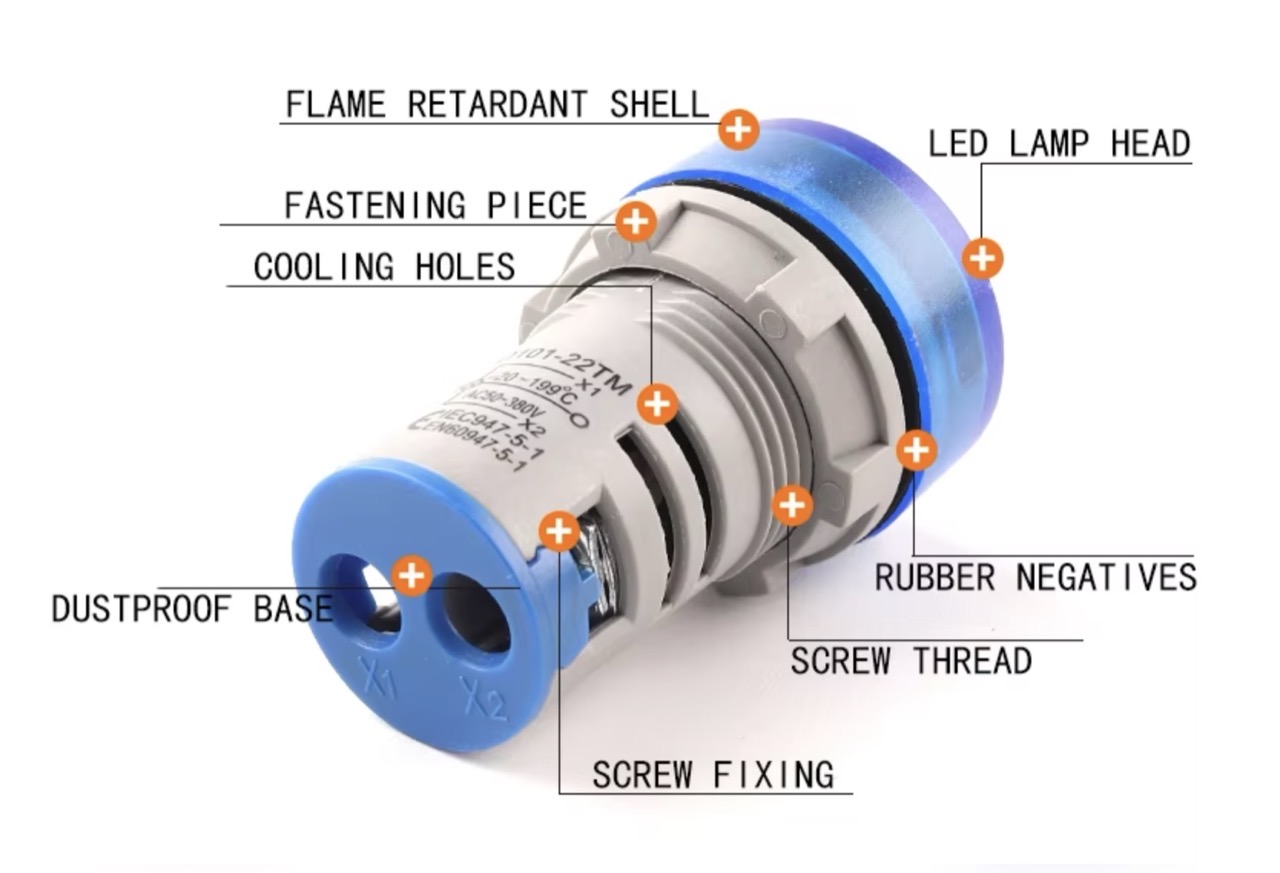 FLAME RETARDANT SHELL
LED LAMP HEAD
FASTENING PIECE
COOLING HOLES
101-22TM
X1
-20~199°C
AC50-380V
X2
IEC947-5-1
EN60947-5-1
RUBBER NEGATIVES
DUSTPROOF BASE
X1 X2
SCREW THREAD
SCREW FIXING